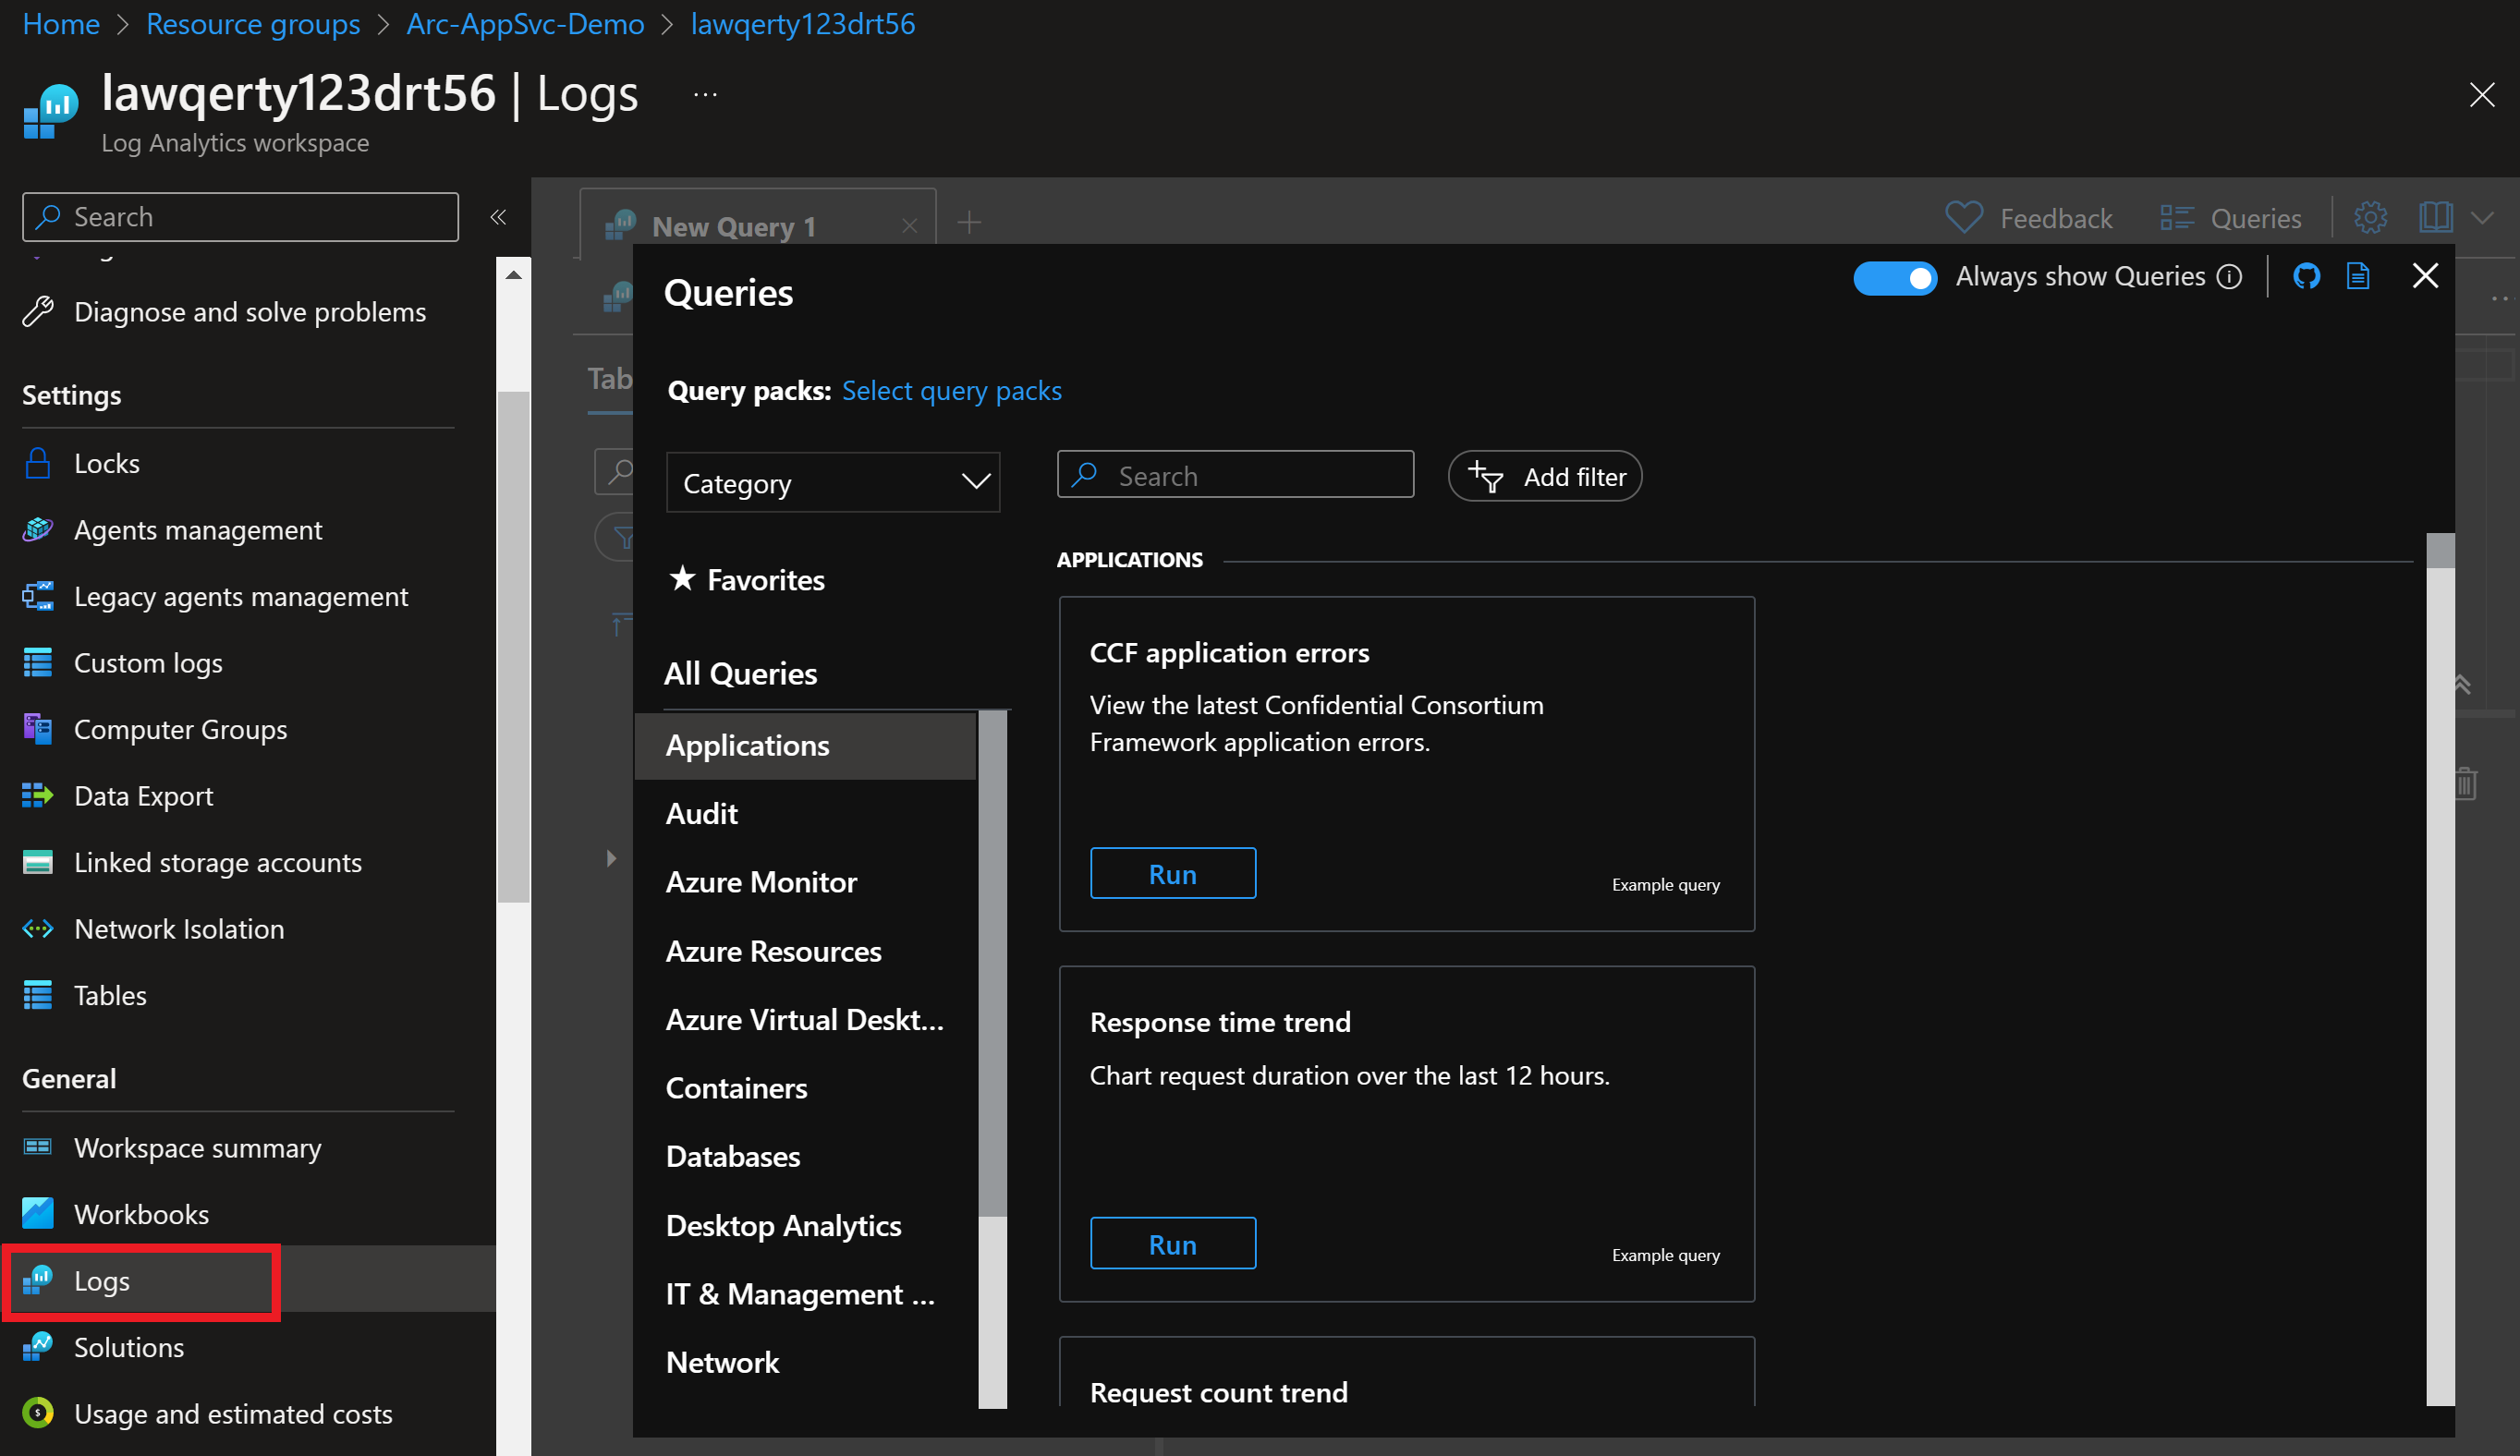 Home > Resource groups > Arc-AppSvc-Demo > lawqerty123drt56
lawqerty123drt56 | Logs ...
Log Analytics workspace
Search
Diagnose and solve problems
Settings
Locks
Agents management
Legacy agents management
Custom logs
Computer Groups
Data Export
Linked storage accounts
Network Isolation
Tables
General
Workspace summary
Workbooks
Logs
Solutions
Usage and estimated costs
New Query 1
Feedback
Queries
Queries
Always show Queries
Query packs: Select query packs
Category
Search
Add filter
Favorites
All Queries
Applications
Audit
Azure Monitor
Azure Resources
Azure Virtual Deskt...
Containers
Databases
Desktop Analytics
IT & Management ...
Network
APPLICATIONS
CCF application errors
View the latest Confidential Consortium
Framework application errors.
Run
Example query
Response time trend
Chart request duration over the last 12 hours.
Run
Example query
Request count trend